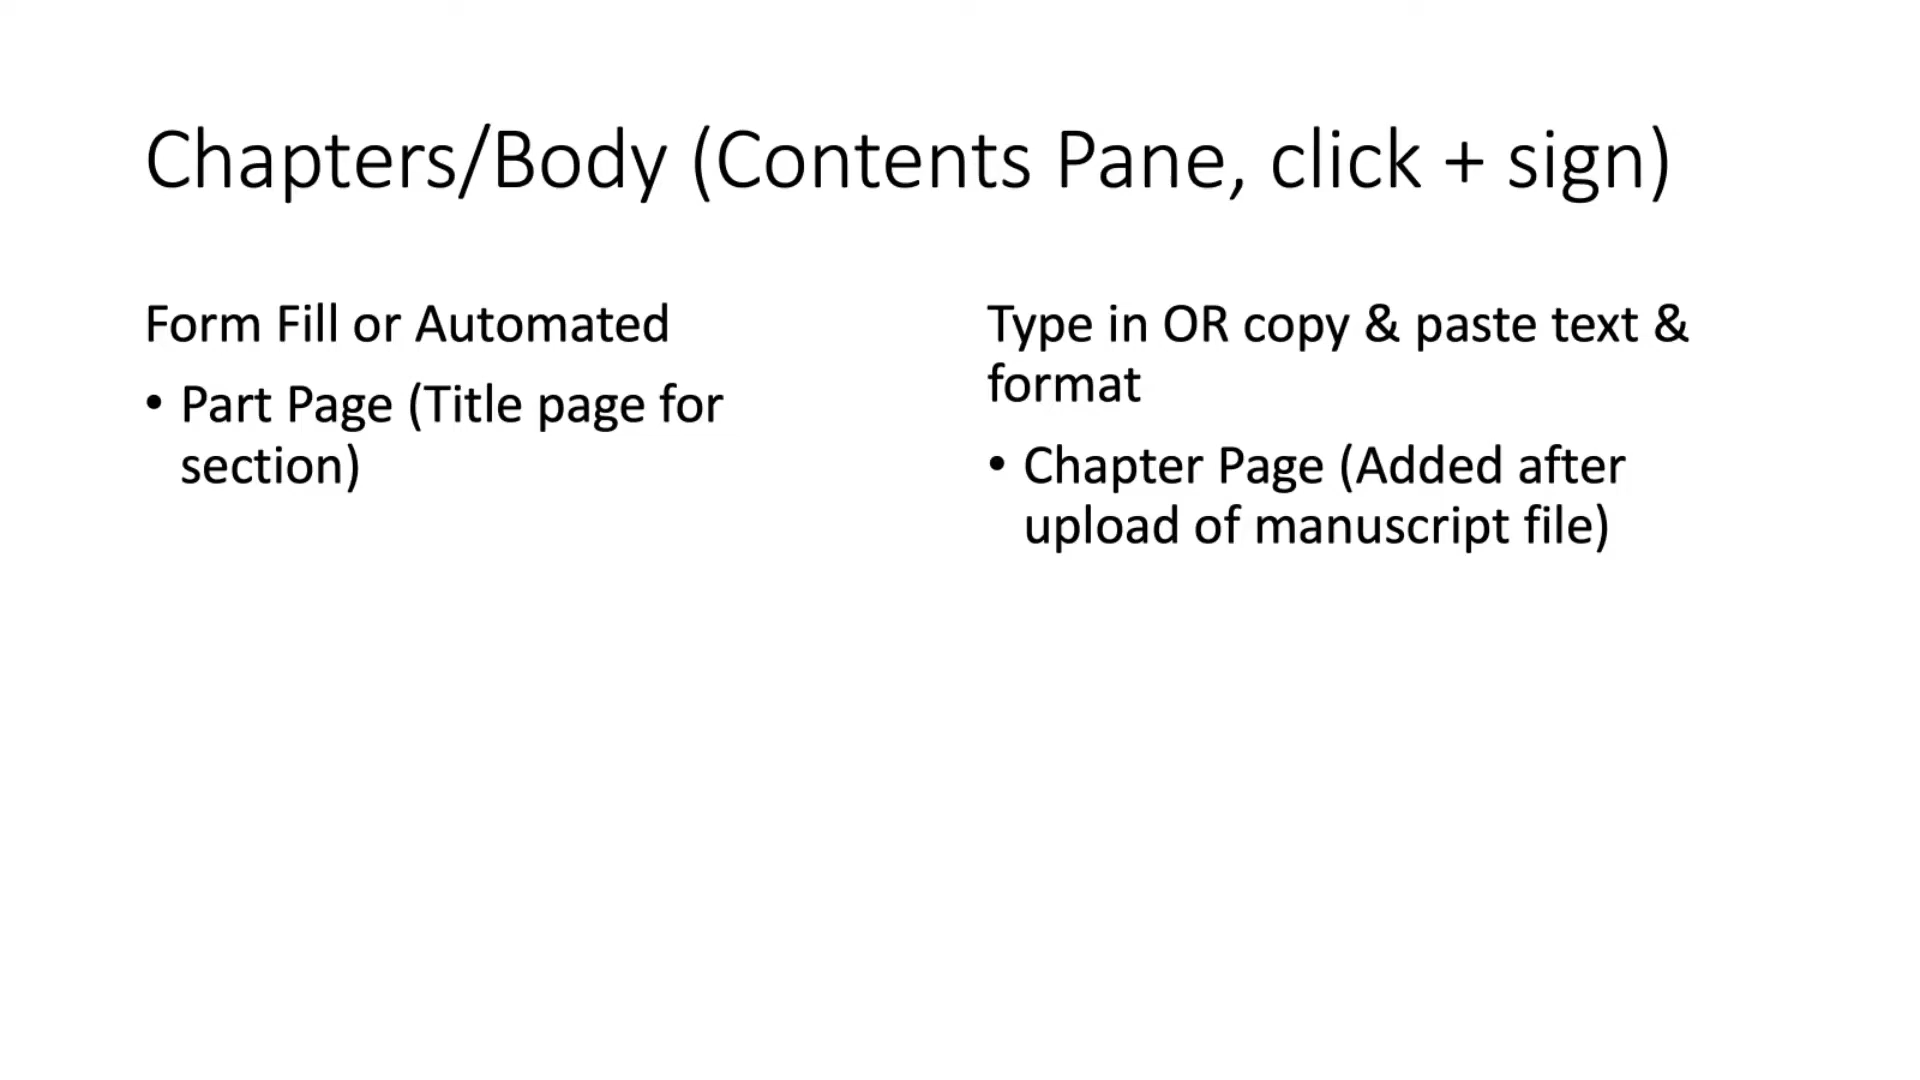 Chapters/Body (Contents Pane, click + sign)
Form Fill or Automated
• Part Page (Title page for
section)
Type in OR copy & paste text &
format
• Chapter Page (Added after
upload of manuscript file)